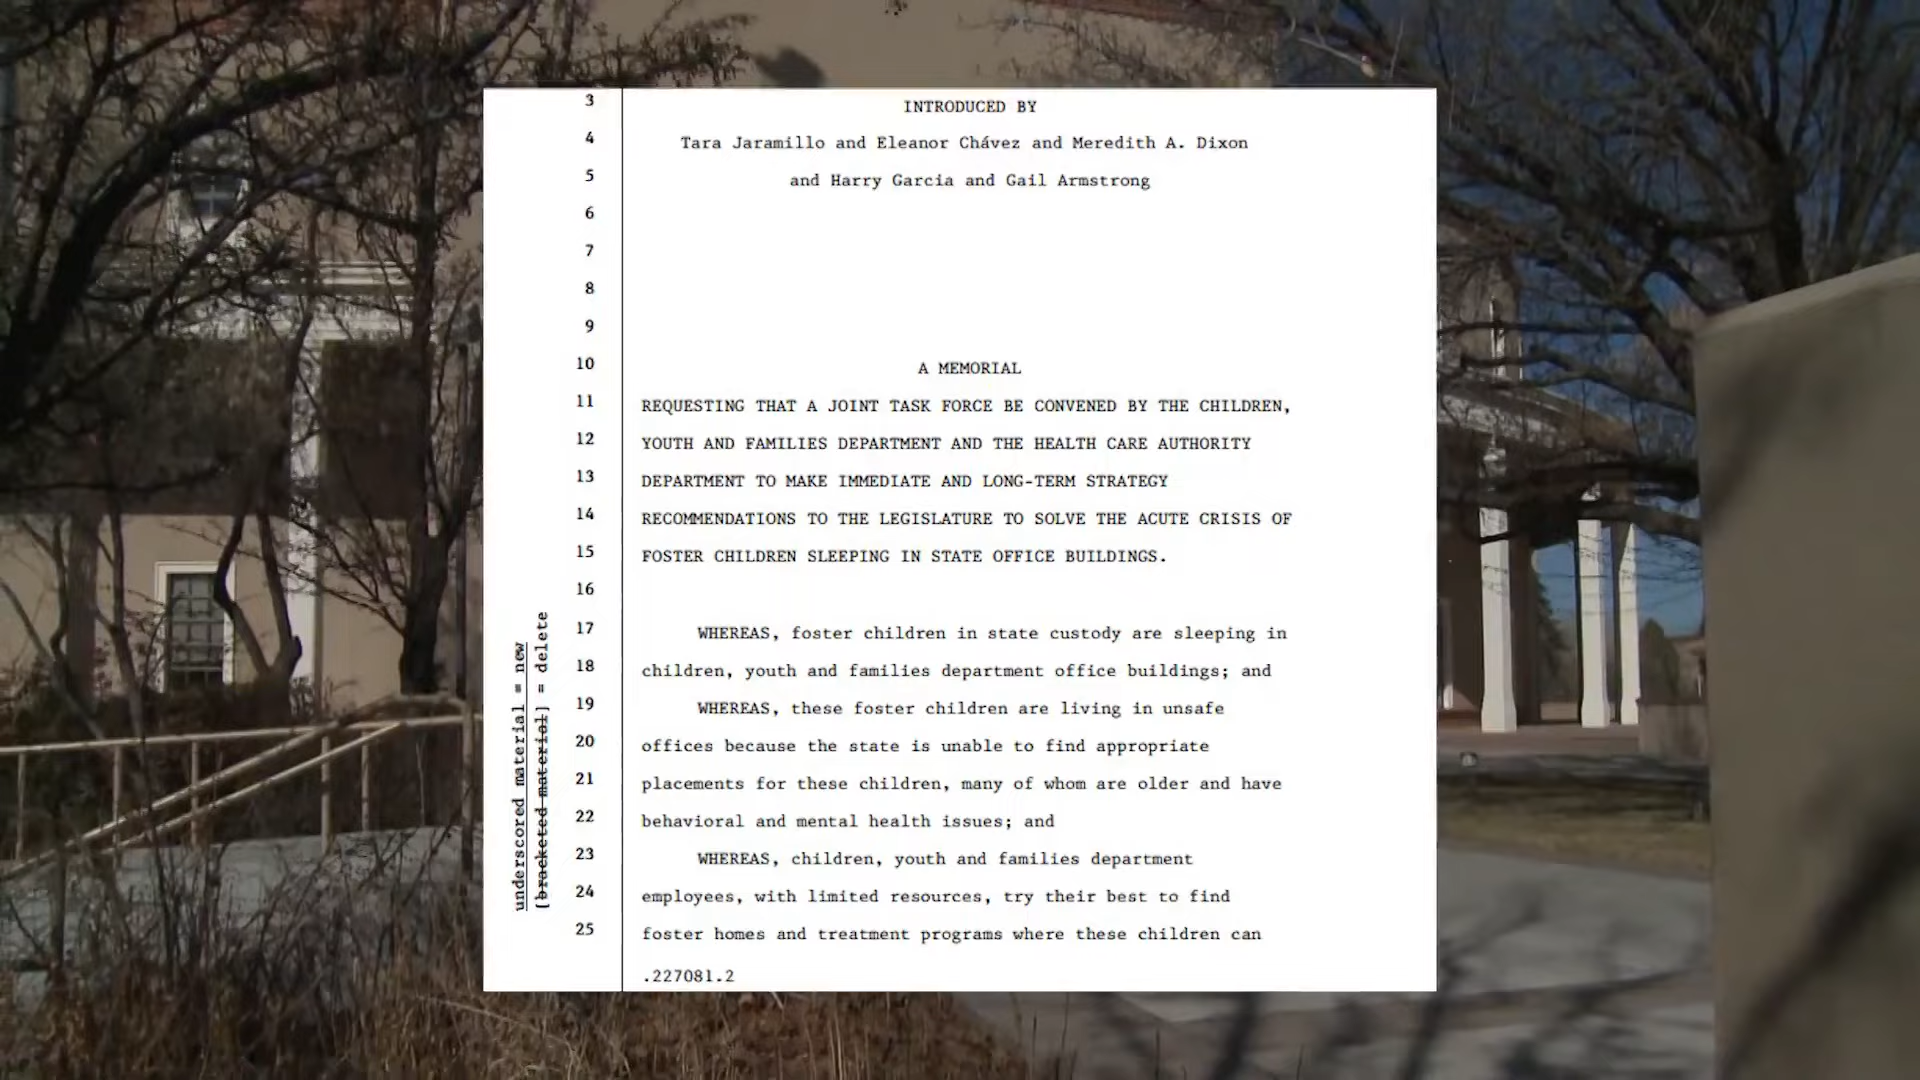 3 INTRODUCED BY
4 Tara Jaramillo and Eleanor Chávez and Meredith A. Dixon
5 and Harry Garcia and Gail Armstrong
6
7
8
9
10 A MEMORIAL
11 REQUESTING THAT A JOINT TASK FORCE BE CONVENED BY THE CHILDREN,
12 YOUTH AND FAMILIES DEPARTMENT AND THE HEALTH CARE AUTHORITY
13 DEPARTMENT TO MAKE IMMEDIATE AND LONG-TERM STRATEGY
14 RECOMMENDATIONS TO THE LEGISLATURE TO SOLVE THE ACUTE CRISIS OF
15 FOSTER CHILDREN SLEEPING IN STATE OFFICE BUILDINGS.
16
17 WHEREAS, foster children in state custody are sleeping in
18 children, youth and families department office buildings; and
19 WHEREAS, these foster children are living in unsafe
20 offices because the state is unable to find appropriate
21 placements for these children, many of whom are older and have
22 behavioral and mental health issues; and
23 WHEREAS, children, youth and families department
24 employees, with limited resources, try their best to find
25 foster homes and treatment programs where these children can
.227081.2
underscored material = new
[bracketed material] = delete